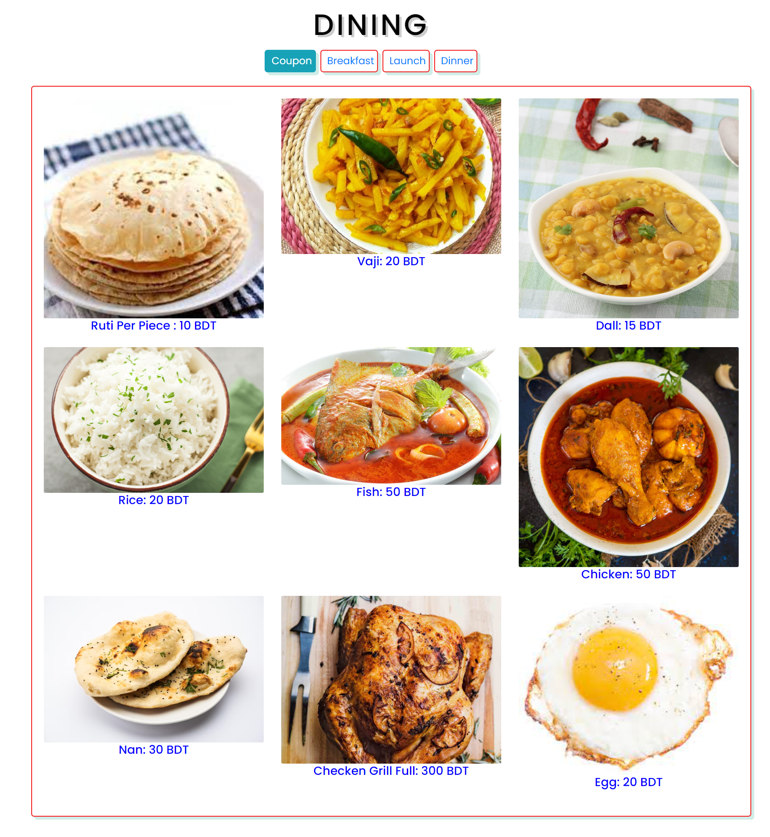 DINING
Coupon Breakfast Launch Dinner
Ruti Per Piece : 10 BDT
Vaji: 20 BDT
Dall: 15 BDT
Rice: 20 BDT
Fish: 50 BDT
Chicken: 50 BDT
Nan: 30 BDT
Checken Grill Full: 300 BDT
Egg: 20 BDT